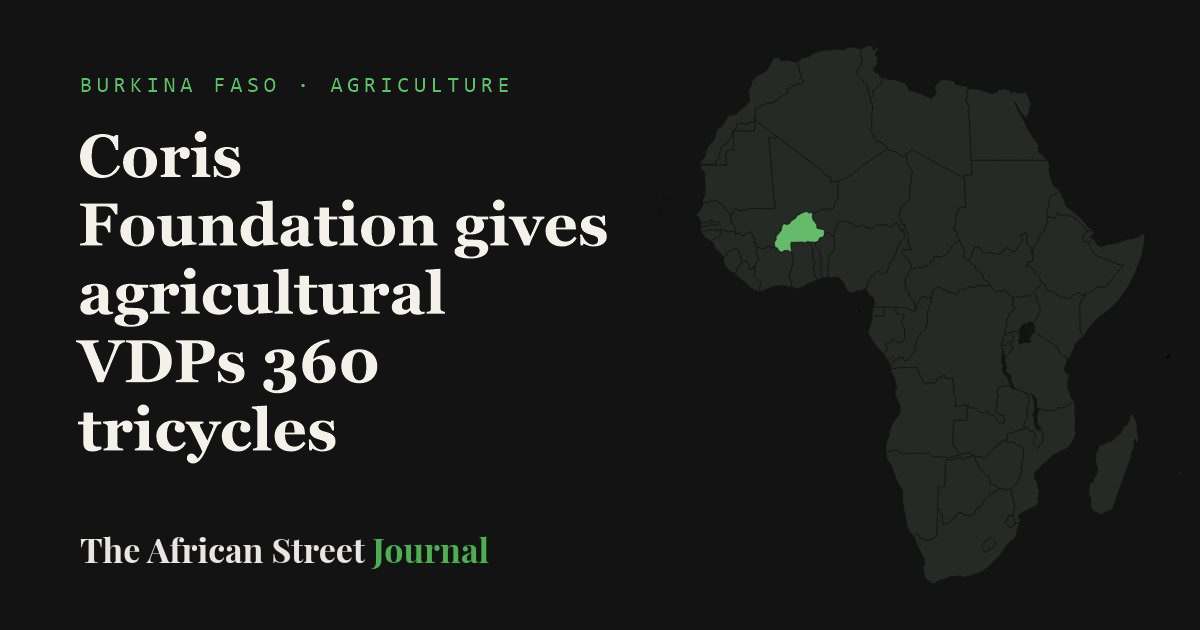 BURKINA FASO · AGRICULTURE
Coris
Foundation gives
agricultural
VDPs 360
tricycles
The African Street Journal